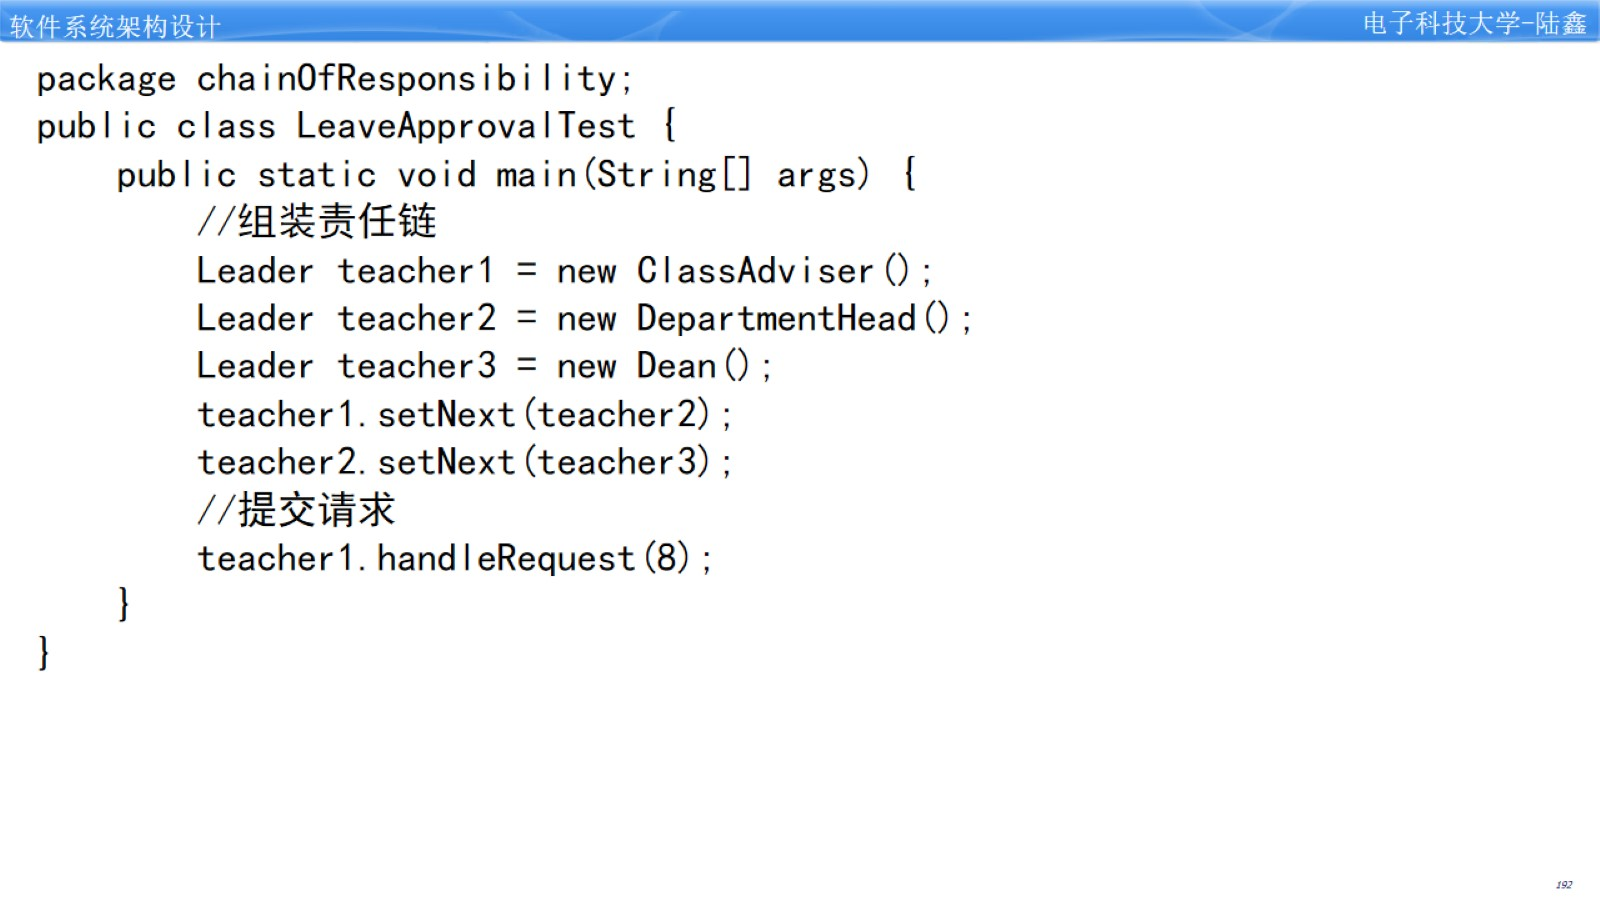 软件系统架构设计
电子科技大学-陆鑫
package chainOfResponsibility;
public class LeaveApprovalTest {
    public static void main(String[] args) {
        //组装责任链
        Leader teacher1 = new ClassAdviser();
        Leader teacher2 = new DepartmentHead();
        Leader teacher3 = new Dean();
        teacher1.setNext(teacher2);
        teacher2.setNext(teacher3);
        //提交请求
        teacher1.handleRequest(8);
    }
}
192